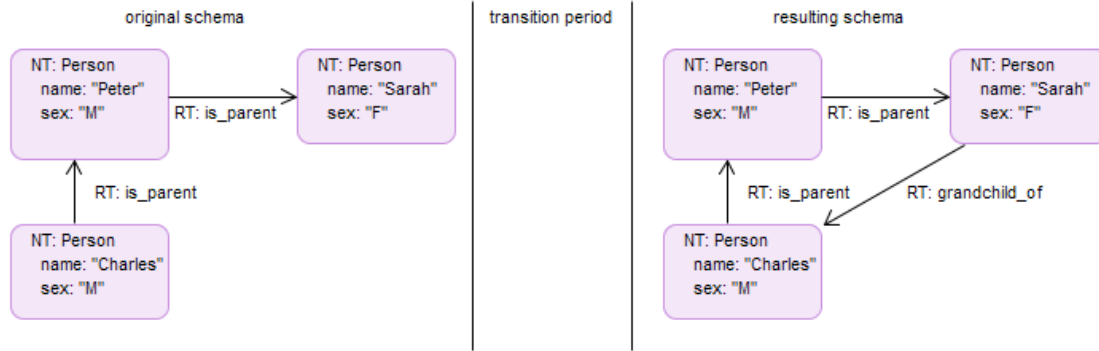 original schema
transition period
resulting schema
NT: Person
name: "Peter"
sex: "M"
RT: is_parent
NT: Person
name: "Sarah"
sex: "F"
RT: is_parent
NT: Person
name: "Charles"
sex: "M"
NT: Person
name: "Peter"
sex: "M"
RT: is_parent
NT: Person
name: "Sarah"
sex: "F"
RT: is_parent
RT: grandchild_of
NT: Person
name: "Charles"
sex: "M"